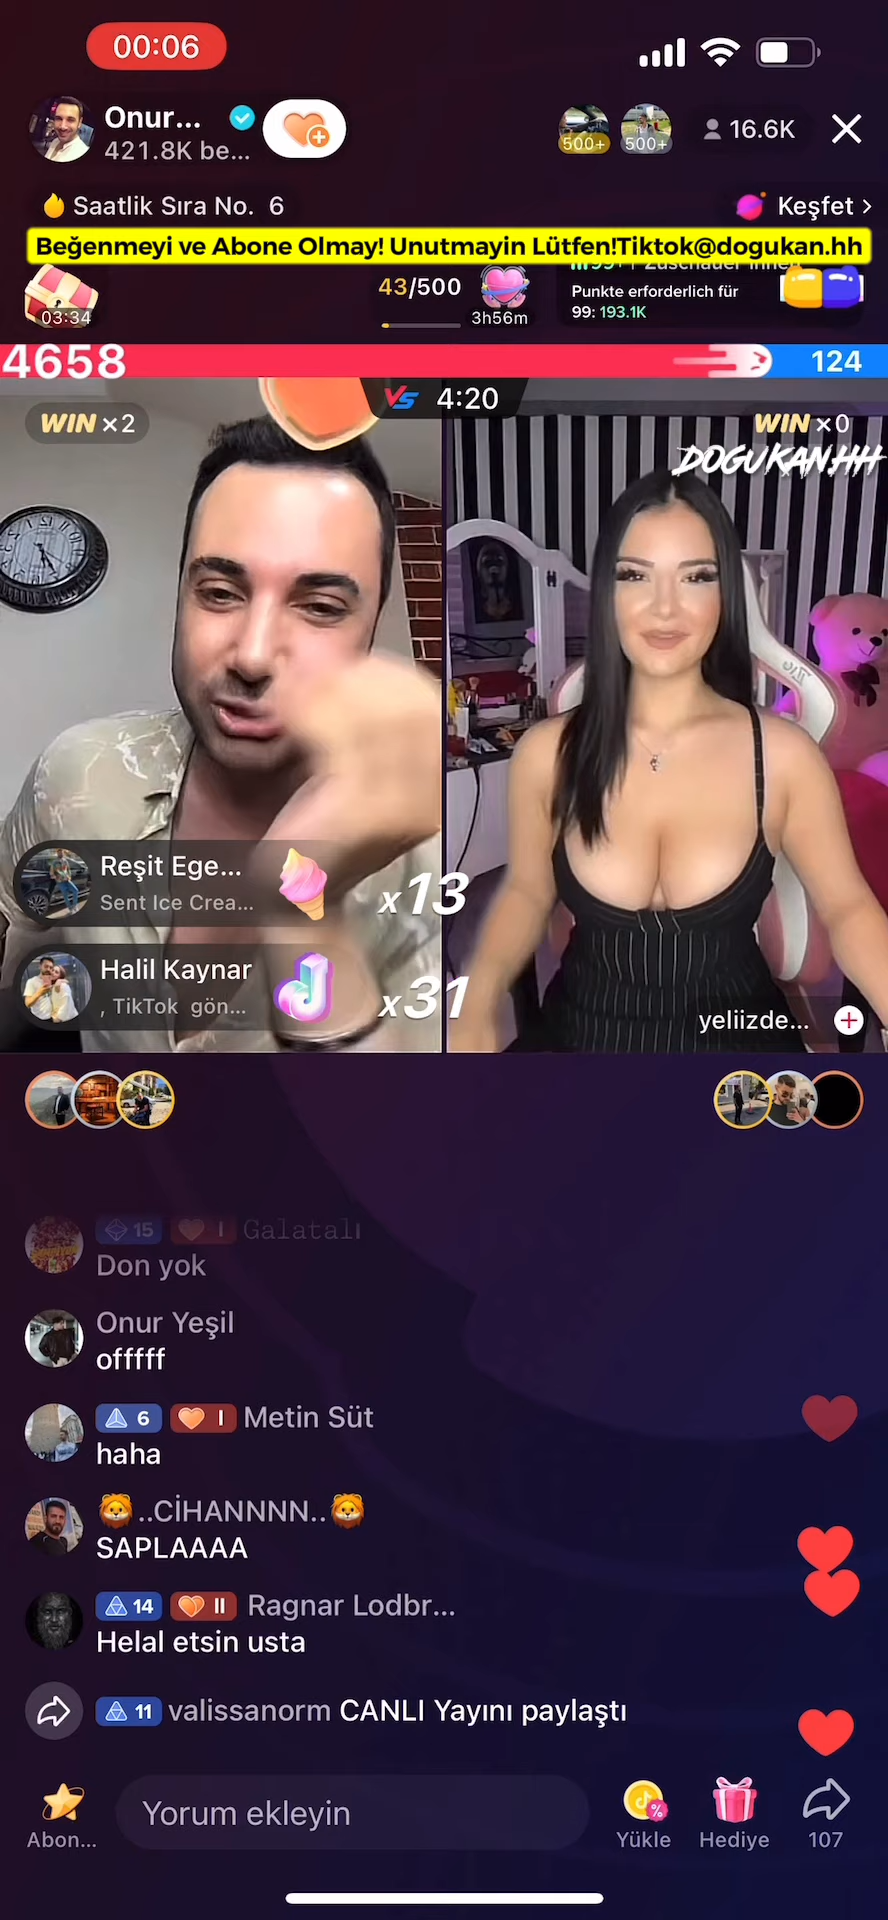 00:06
Onur...
421.8K be...
500+
500+
16.6K
Saatlik Sıra No. 6
Keşfet
Beğenmeyi ve Abone Olmay! Unutmayin Lütfen!Tiktok@dogukan.hh
03:34
43/500
3h56m
Punkte erforderlich für
99: 193.1K
4658
124
VS 4:20
WIN x2
WIN x0
DOGUKAN.HH
Reşit Ege...
Sent Ice Crea...
x13
Halil Kaynar
, TikTok gön...
x31
yeliizde...
15 I Galatalı
Don yok
Onur Yeşil
offfff
6 I Metin Süt
haha
..CİHANNNN..
SAPLAAAA
14 II Ragnar Lodbr...
Helal etsin usta
11 valissanorm CANLI Yayını paylaştı
Abon...
Yorum ekleyin
Yükle
Hediye
107